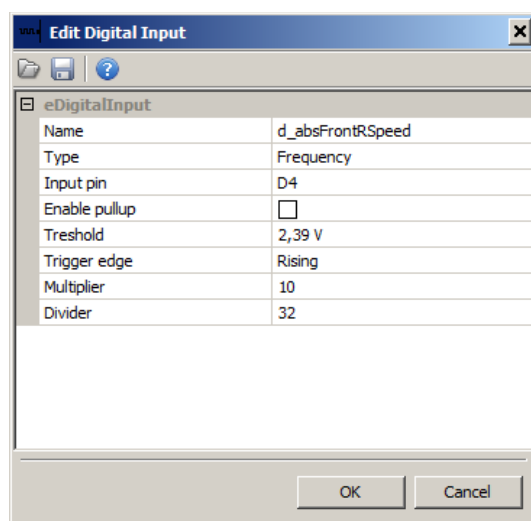 Edit Digital Input
eDigitalInput
Name d_absFrontRSpeed
Type Frequency
Input pin D4
Enable pullup
Treshold 2,39 V
Trigger edge Rising
Multiplier 10
Divider 32
OK Cancel